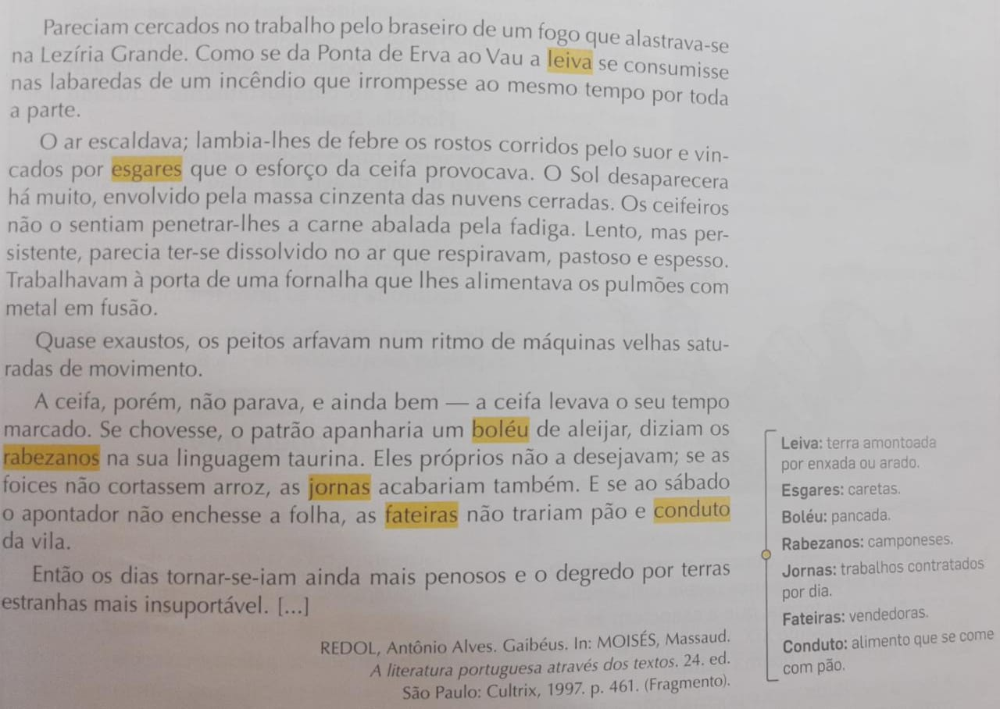 Pareciam cercados no trabalho pelo braseiro de um fogo que alastrava-se
na Lezíria Grande. Como se da Ponta de Erva ao Vau a leiva se consumisse
nas labaredas de um incêndio que irrompesse ao mesmo tempo por toda
a parte.
O ar escaldava; lambia-lhes de febre os rostos corridos pelo suor e vin-
cados por esgares que o esforço da ceifa provocava. O Sol desaparecera
há muito, envolvido pela massa cinzenta das nuvens cerradas. Os ceifeiros
não o sentiam penetrar-lhes a carne abalada pela fadiga. Lento, mas per-
sistente, parecia ter-se dissolvido no ar que respiravam, pastoso e espesso.
Trabalhavam à porta de uma fornalha que lhes alimentava os pulmões com
metal em fusão.
Quase exaustos, os peitos arfavam num ritmo de máquinas velhas satu-
radas de movimento.
A ceifa, porém, não parava, e ainda bem — a ceifa levava o seu tempo
marcado. Se chovesse, o patrão apanharia um boléu de aleijar, diziam os
rabezanos na sua linguagem taurina. Eles próprios não a desejavam; se as
foices não cortassem arroz, as jornas acabariam também. E se ao sábado
o apontador não enchesse a folha, as fateiras não trariam pão e conduto
da vila.
Então os dias tornar-se-iam ainda mais penosos e o degredo por terras
estranhas mais insuportável. [...]
REDOL, Antônio Alves. Gaibéus. In: MOISÉS, Massaud.
A literatura portuguesa através dos textos. 24. ed.
São Paulo: Cultrix, 1997. p. 461. (Fragmento).
Leiva: terra amontoada
por enxada ou arado.
Esgares: caretas.
Boléu: pancada.
Rabezanos: camponeses.
Jornas: trabalhos contratados
por dia.
Fateiras: vendedoras.
Conduto: alimento que se come
com pão.